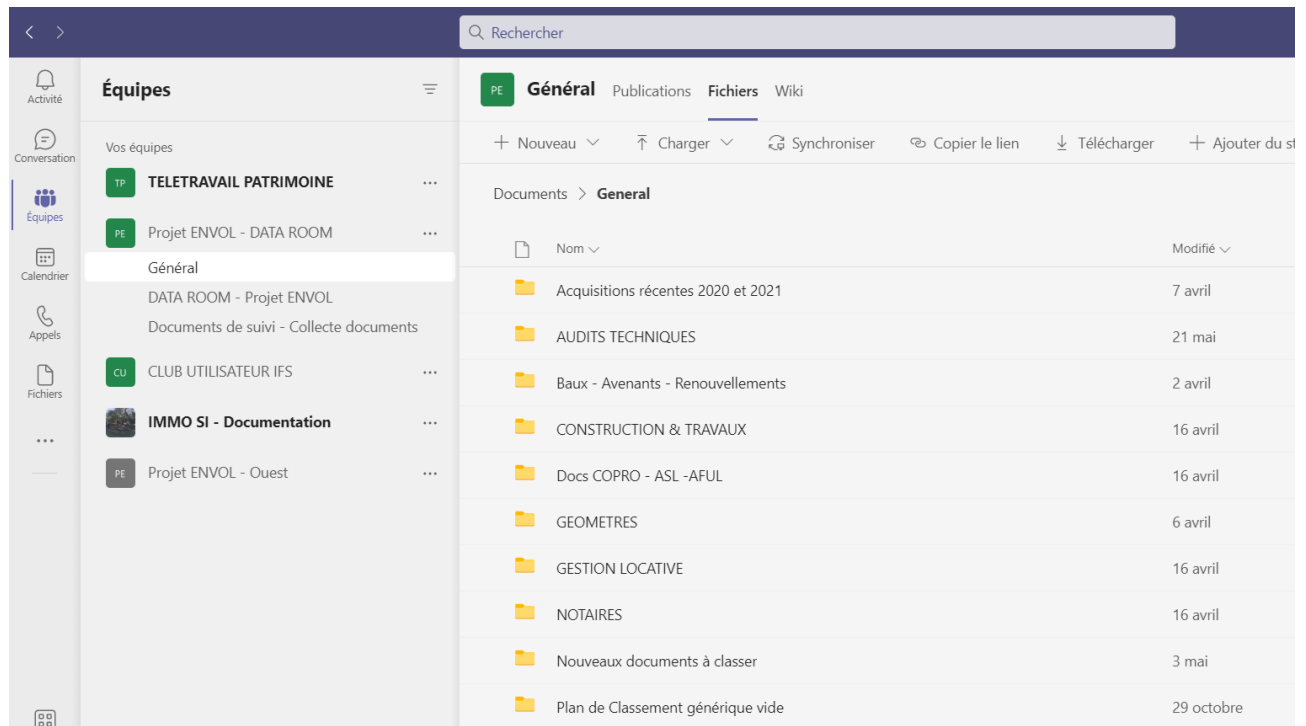 Rechercher
Activité
Conversation
Équipes
Calendrier
Appels
Fichiers
Équipes
Vos équipes
TP TELETRAVAIL PATRIMOINE
PE Projet ENVOL - DATA ROOM
Général
DATA ROOM - Projet ENVOL
Documents de suivi - Collecte documents
CU CLUB UTILISATEUR IFS
IMMO SI - Documentation
PE Projet ENVOL - Ouest
PE Général Publications Fichiers Wiki
Nouveau Charger Synchroniser Copier le lien Télécharger Ajouter du st
Documents > General
Nom Modifié
Acquisitions récentes 2020 et 2021 7 avril
AUDITS TECHNIQUES 21 mai
Baux - Avenants - Renouvellements 2 avril
CONSTRUCTION & TRAVAUX 16 avril
Docs COPRO - ASL -AFUL 16 avril
GEOMETRES 6 avril
GESTION LOCATIVE 16 avril
NOTAIRES 16 avril
Nouveaux documents à classer 3 mai
Plan de Classement générique vide 29 octobre